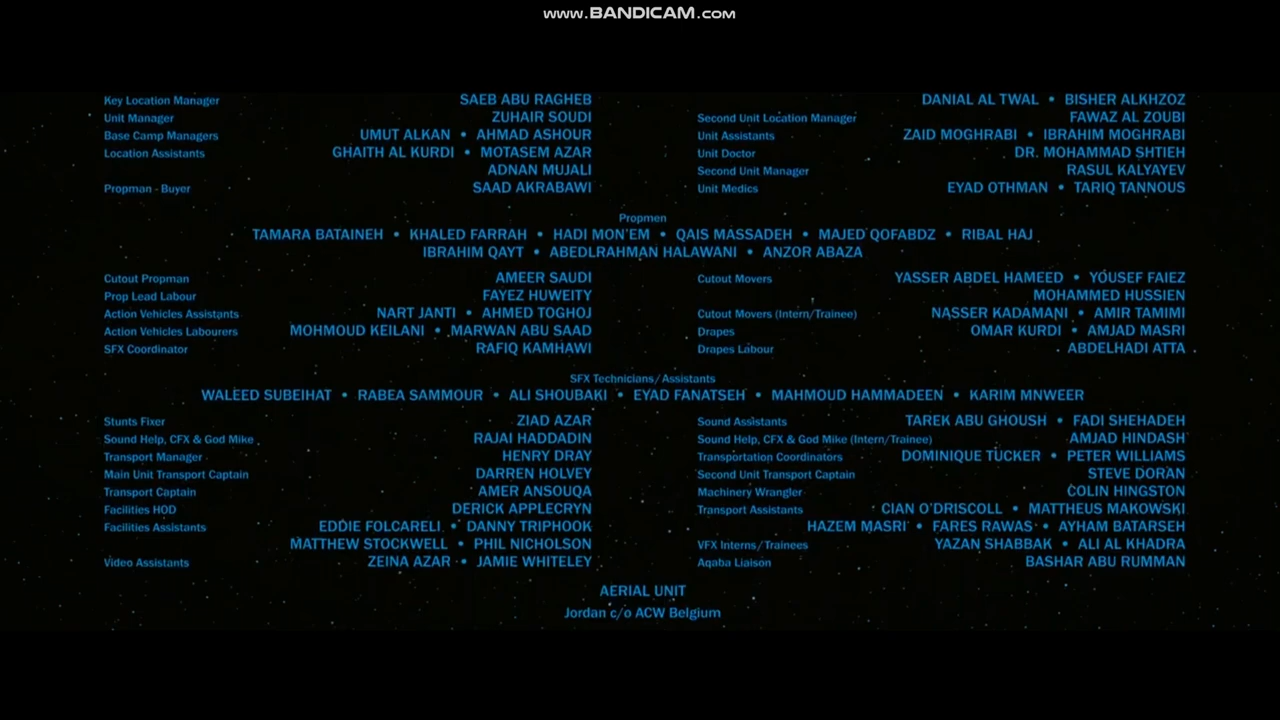 www.BANDICAM.com
Key Location Manager SAEB ABU RAGHEB DANIAL AL TWAL • BISHER ALKHZOZ
Unit Manager ZUHAIR SOUDI Second Unit Location Manager FAWAZ AL ZOUBI
Base Camp Managers UMUT ALKAN • AHMAD ASHOUR Unit Assistants ZAID MOGHRABI • IBRAHIM MOGHRABI
Location Assistants GHAITH AL KURDI • MOTASEM AZAR Unit Doctor DR. MOHAMMAD SHTIEH
ADNAN MUJALI Second Unit Manager RASUL KALYAYEV
Propman - Buyer SAAD AKRABAWI Unit Medics EYAD OTHMAN • TARIQ TANNOUS
Propmen
TAMARA BATAINEH • KHALED FARRAH • HADI MON'EM • QAIS MASSADEH • MAJED QOFABDZ • RIBAL HAJ
IBRAHIM QAYT • ABEDLRAHMAN HALAWANI • ANZOR ABAZA
Cutout Propman AMEER SAUDI Cutout Movers YASSER ABDEL HAMEED • YOUSEF FAIEZ
Prop Lead Labour FAYEZ HUWEITY MOHAMMED HUSSIEN
Action Vehicles Assistants NART JANTI • AHMED TOGHOJ Cutout Movers (Intern/Trainee) NASSER KADAMANI • AMIR TAMIMI
Action Vehicles Labourers MOHMOUD KEILANI • MARWAN ABU SAAD Drapes OMAR KURDI • AMJAD MASRI
SFX Coordinator RAFIQ KAMHAWI Drapes Labour ABDELHADI ATTA
SFX Technicians/Assistants
WALEED SUBEIHAT • RABEA SAMMOUR • ALI SHOUBAKI • EYAD FANATSEH • MAHMOUD HAMMADEEN • KARIM MNWEER
Stunts Fixer ZIAD AZAR Sound Assistants TAREK ABU GHOUSH • FADI SHEHADEH
Sound Help, CFX & God Mike RAJAI HADDADIN Sound Help, CFX & God Mike (Intern/Trainee) AMJAD HINDASH
Transport Manager HENRY DRAY Transportation Coordinators DOMINIQUE TUCKER • PETER WILLIAMS
Main Unit Transport Captain DARREN HOLVEY Second Unit Transport Captain STEVE DORAN
Transport Captain AMER ANSOUQA Machinery Wrangler COLIN HINGSTON
Facilities HOD DERICK APPLECRYN Transport Assistants CIAN O'DRISCOLL • MATTHEUS MAKOWSKI
Facilities Assistants EDDIE FOLCARELI • DANNY TRIPHOOK HAZEM MASRI • FARES RAWAS • AYHAM BATARSEH
MATTHEW STOCKWELL • PHIL NICHOLSON VFX Interns/Trainees YAZAN SHABBAK • ALI AL KHADRA
Video Assistants ZEINA AZAR • JAMIE WHITELEY Aqaba Liaison BASHAR ABU RUMMAN
AERIAL UNIT
Jordan c/o ACW Belgium